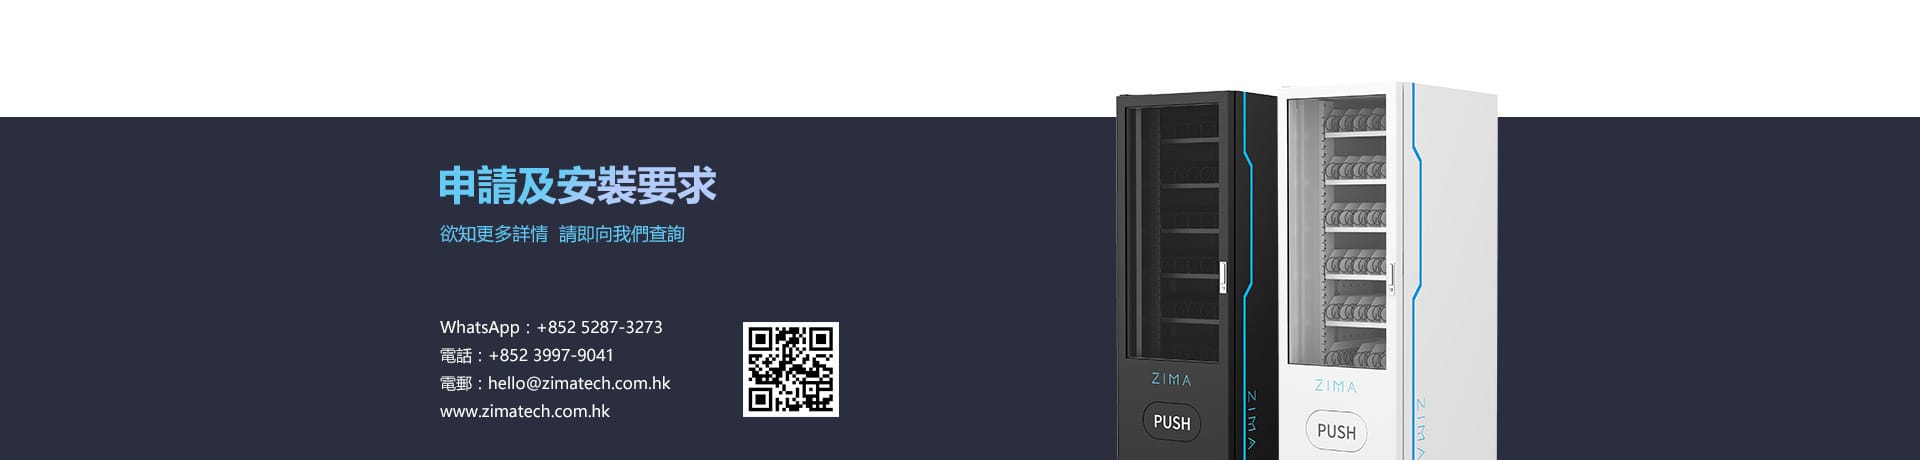 申請及安裝要求
欲知更多詳情 請即向我們查詢
WhatsApp：+852 5287-3273
電話：+852 3997-9041
電郵：hello@zimatech.com.hk
www.zimatech.com.hk
ZIMA
PUSH
ZIMA
ZIMA
PUSH
ZIMA